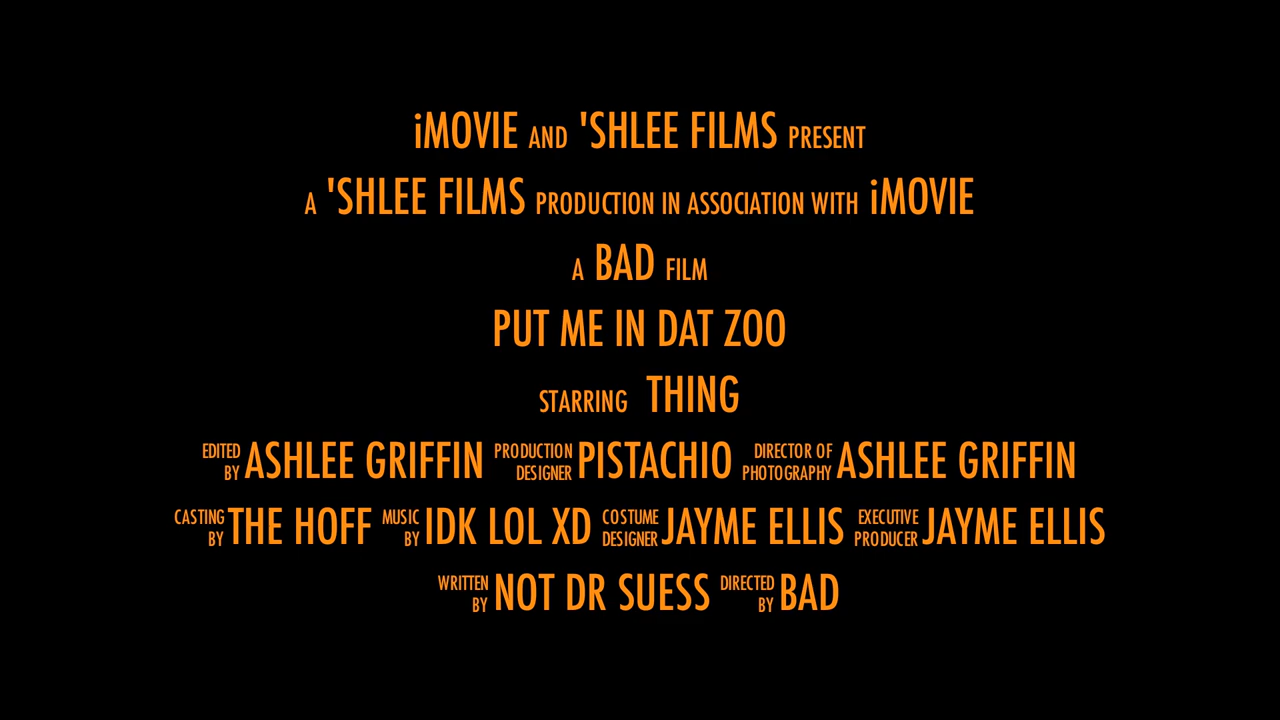 iMOVIE AND 'SHLEE FILMS PRESENT
A 'SHLEE FILMS PRODUCTION IN ASSOCIATION WITH iMOVIE
A BAD FILM
PUT ME IN DAT ZOO
STARRING THING
EDITED BY ASHLEE GRIFFIN PRODUCTION DESIGNER PISTACHIO DIRECTOR OF PHOTOGRAPHY ASHLEE GRIFFIN
CASTING BY THE HOFF MUSIC BY IDK LOL XD COSTUME DESIGNER JAYME ELLIS EXECUTIVE PRODUCER JAYME ELLIS
WRITTEN BY NOT DR SUESS DIRECTED BY BAD